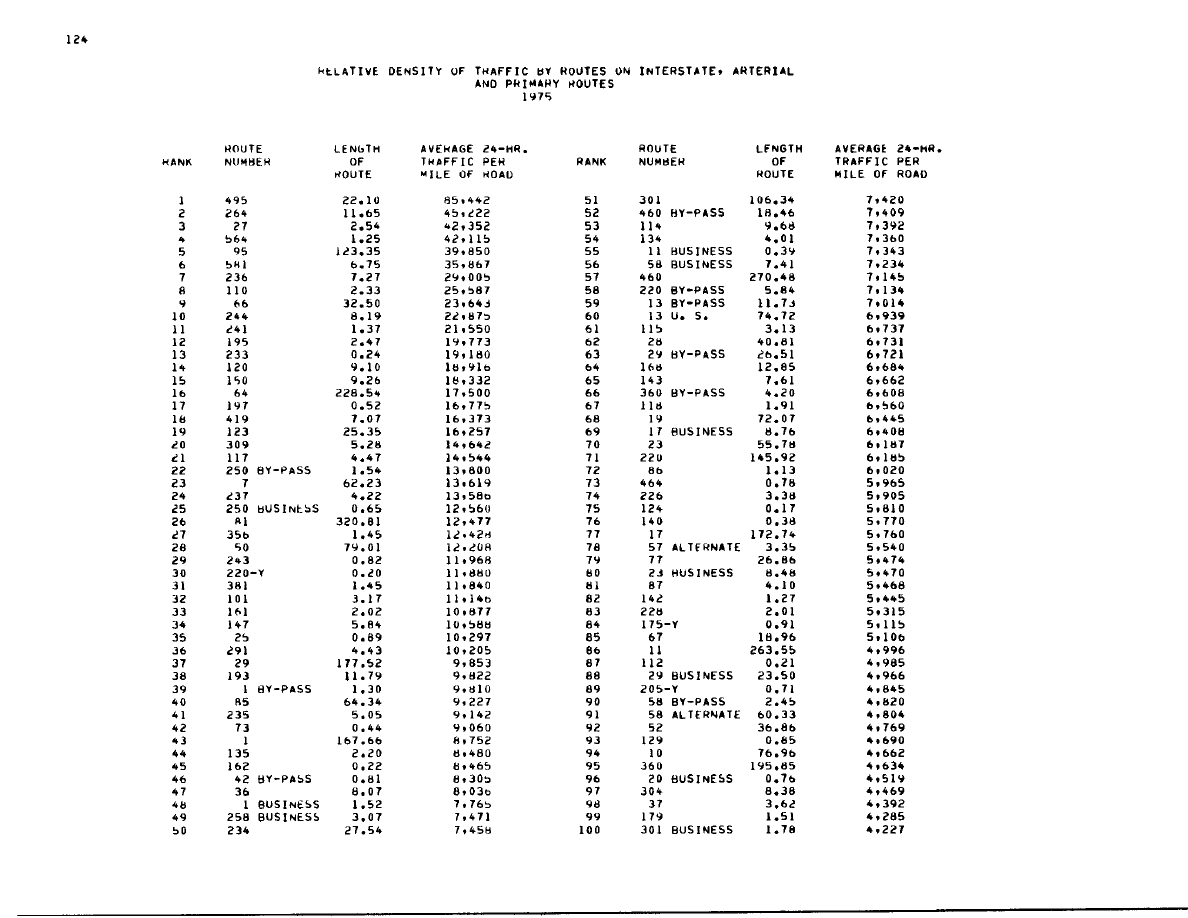 124
RELATIVE DENSITY OF TRAFFIC BY ROUTES ON INTERSTATE, ARTERIAL
AND PRIMARY ROUTES
1975
ROUTE LENGTH AVERAGE 24-HR. ROUTE LENGTH AVERAGE 24-HR.
RANK NUMBER OF TRAFFIC PER RANK NUMBER OF TRAFFIC PER
ROUTE MILE OF ROAD ROUTE MILE OF ROAD
1 495 22.10 85,442 51 301 106.34 7,420
2 264 11.65 45,222 52 460 BY-PASS 18.46 7,409
3 27 2.54 42,352 53 114 9.68 7,392
4 564 1.25 42,115 54 134 4.01 7,360
5 95 123.35 39,850 55 11 BUSINESS 0.39 7,343
6 581 6.75 35,867 56 58 BUSINESS 7.41 7,234
7 236 7.27 29,005 57 460 270.48 7,145
8 110 2.33 25,587 58 220 BY-PASS 5.84 7,134
9 66 32.50 23,643 59 13 BY-PASS 11.73 7,014
10 244 8.19 22,875 60 13 U. S. 74.72 6,939
11 241 1.37 21,550 61 115 3.13 6,737
12 195 2.47 19,773 62 28 40.81 6,731
13 233 0.24 19,180 63 29 BY-PASS 26.51 6,721
14 120 9.10 18,916 64 168 12.85 6,684
15 150 9.26 18,332 65 143 7.61 6,662
16 64 228.54 17,500 66 360 BY-PASS 4.20 6,608
17 197 0.52 16,775 67 118 1.91 6,560
18 419 7.07 16,373 68 19 72.07 6,445
19 123 25.35 16,257 69 17 BUSINESS 8.76 6,408
20 309 5.28 14,642 70 23 55.78 6,187
21 117 4.47 14,544 71 220 145.92 6,185
22 250 BY-PASS 1.54 13,800 72 86 1.13 6,020
23 7 62.23 13,619 73 464 0.78 5,965
24 237 4.22 13,586 74 226 3.38 5,905
25 250 BUSINESS 0.65 12,560 75 124 0.17 5,810
26 81 320.81 12,477 76 140 0.38 5,770
27 356 1.45 12,428 77 17 172.74 5,760
28 50 79.01 12,208 78 57 ALTERNATE 3.35 5,540
29 243 0.82 11,968 79 77 26.86 5,474
30 220-Y 0.20 11,880 80 23 BUSINESS 8.48 5,470
31 381 1.45 11,840 81 87 4.10 5,468
32 101 3.17 11,146 82 142 1.27 5,445
33 161 2.02 10,877 83 228 2.01 5,315
34 147 5.84 10,588 84 175-Y 0.91 5,115
35 25 0.89 10,297 85 67 18.96 5,106
36 291 4.43 10,205 86 11 263.55 4,996
37 29 177.52 9,853 87 112 0.21 4,985
38 193 11.79 9,822 88 29 BUSINESS 23.50 4,966
39 1 BY-PASS 1.30 9,810 89 205-Y 0.71 4,845
40 85 64.34 9,227 90 58 BY-PASS 2.45 4,820
41 235 5.05 9,142 91 58 ALTERNATE 60.33 4,804
42 73 0.44 9,060 92 52 36.86 4,769
43 1 167.66 8,752 93 129 0.85 4,690
44 135 2.20 8,480 94 10 76.96 4,662
45 162 0.22 8,465 95 360 195.85 4,634
46 42 BY-PASS 0.81 8,305 96 20 BUSINESS 0.76 4,519
47 36 8.07 8,036 97 304 8.38 4,469
48 1 BUSINESS 1.52 7,765 98 37 3.62 4,392
49 258 BUSINESS 3.07 7,471 99 179 1.51 4,285
50 234 27.54 7,458 100 301 BUSINESS 1.78 4,227